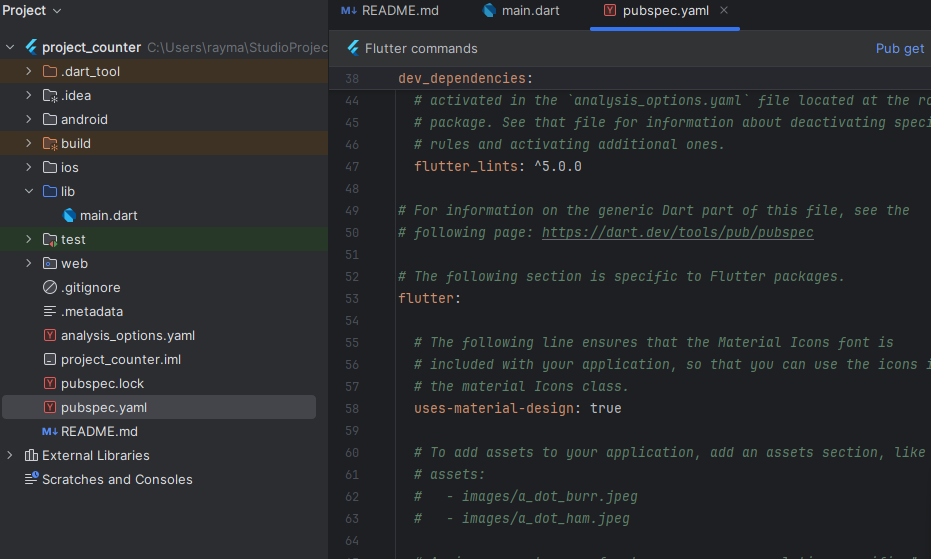 Project
project_counter C:\Users\rayma\StudioProjec
.dart_tool
.idea
android
build
ios
lib
main.dart
test
web
.gitignore
.metadata
analysis_options.yaml
project_counter.iml
pubspec.lock
pubspec.yaml
README.md
External Libraries
Scratches and Consoles
README.md main.dart pubspec.yaml
Flutter commands Pub get
38 dev_dependencies:
44 # activated in the `analysis_options.yaml` file located at the ro
45 # package. See that file for information about deactivating speci
46 # rules and activating additional ones.
47 flutter_lints: ^5.0.0
48
49 # For information on the generic Dart part of this file, see the
50 # following page: https://dart.dev/tools/pub/pubspec
51
52 # The following section is specific to Flutter packages.
53 flutter:
54
55 # The following line ensures that the Material Icons font is
56 # included with your application, so that you can use the icons i
57 # the material Icons class.
58 uses-material-design: true
59
60 # To add assets to your application, add an assets section, like
61 # assets:
62 #   - images/a_dot_burr.jpeg
63 #   - images/a_dot_ham.jpeg
64